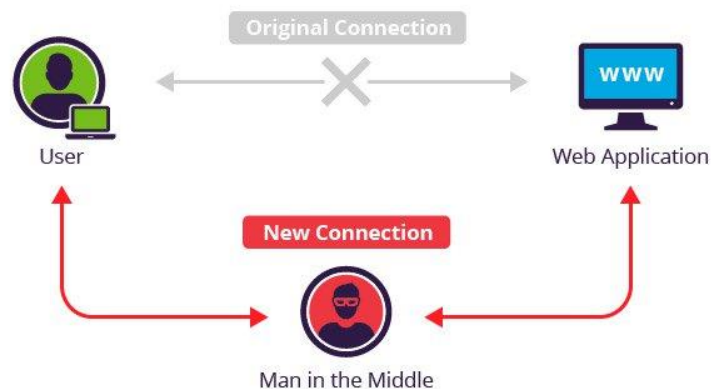 Original Connection
www
User
Web Application
New Connection
Man in the Middle